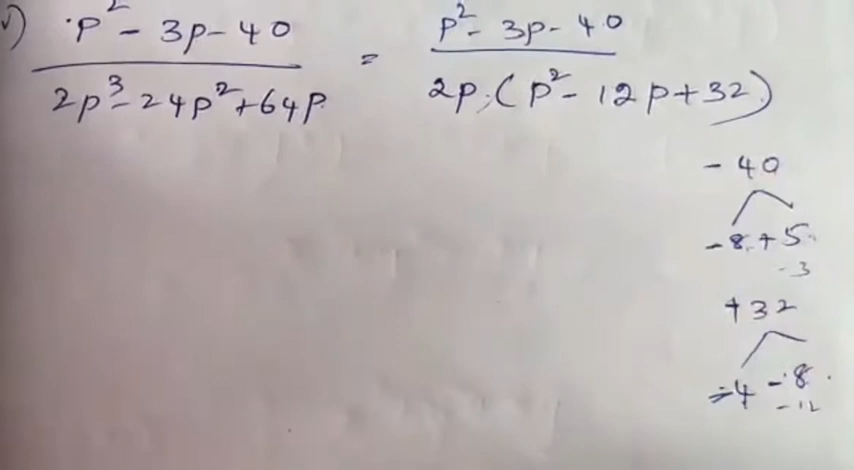 v) p² - 3p - 40 / 2p³ - 24p² + 64p = p² - 3p - 40 / 2p (p² - 12p + 32)
- 40
- 8 + 5
- 3
+ 32
- 4 - 8
- 12